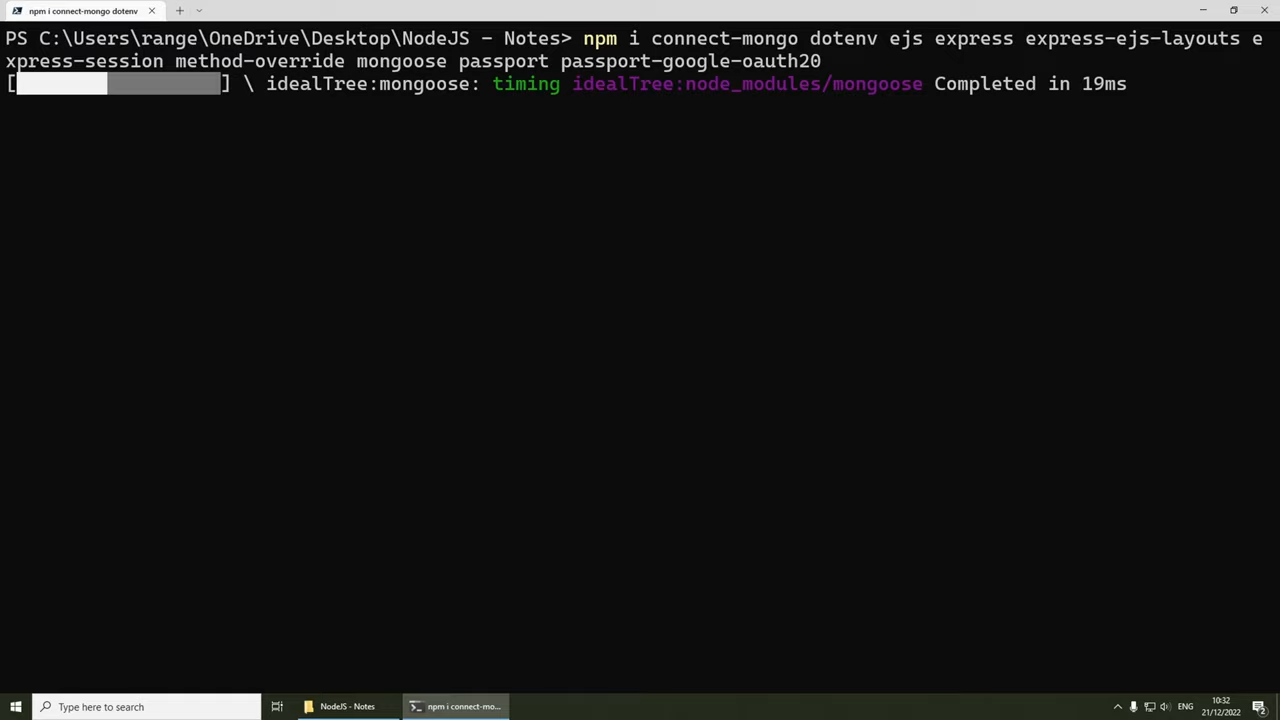 npm i connect-mongo dotenv
PS C:\Users\range\OneDrive\Desktop\NodeJS - Notes> npm i connect-mongo dotenv ejs express express-ejs-layouts e
xpress-session method-override mongoose passport passport-google-oauth20
[] \ idealTree:mongoose: timing idealTree:node_modules/mongoose Completed in 19ms
Type here to search
NodeJS - Notes
npm i connect-mo...
ENG
10:32
21/12/2022
2